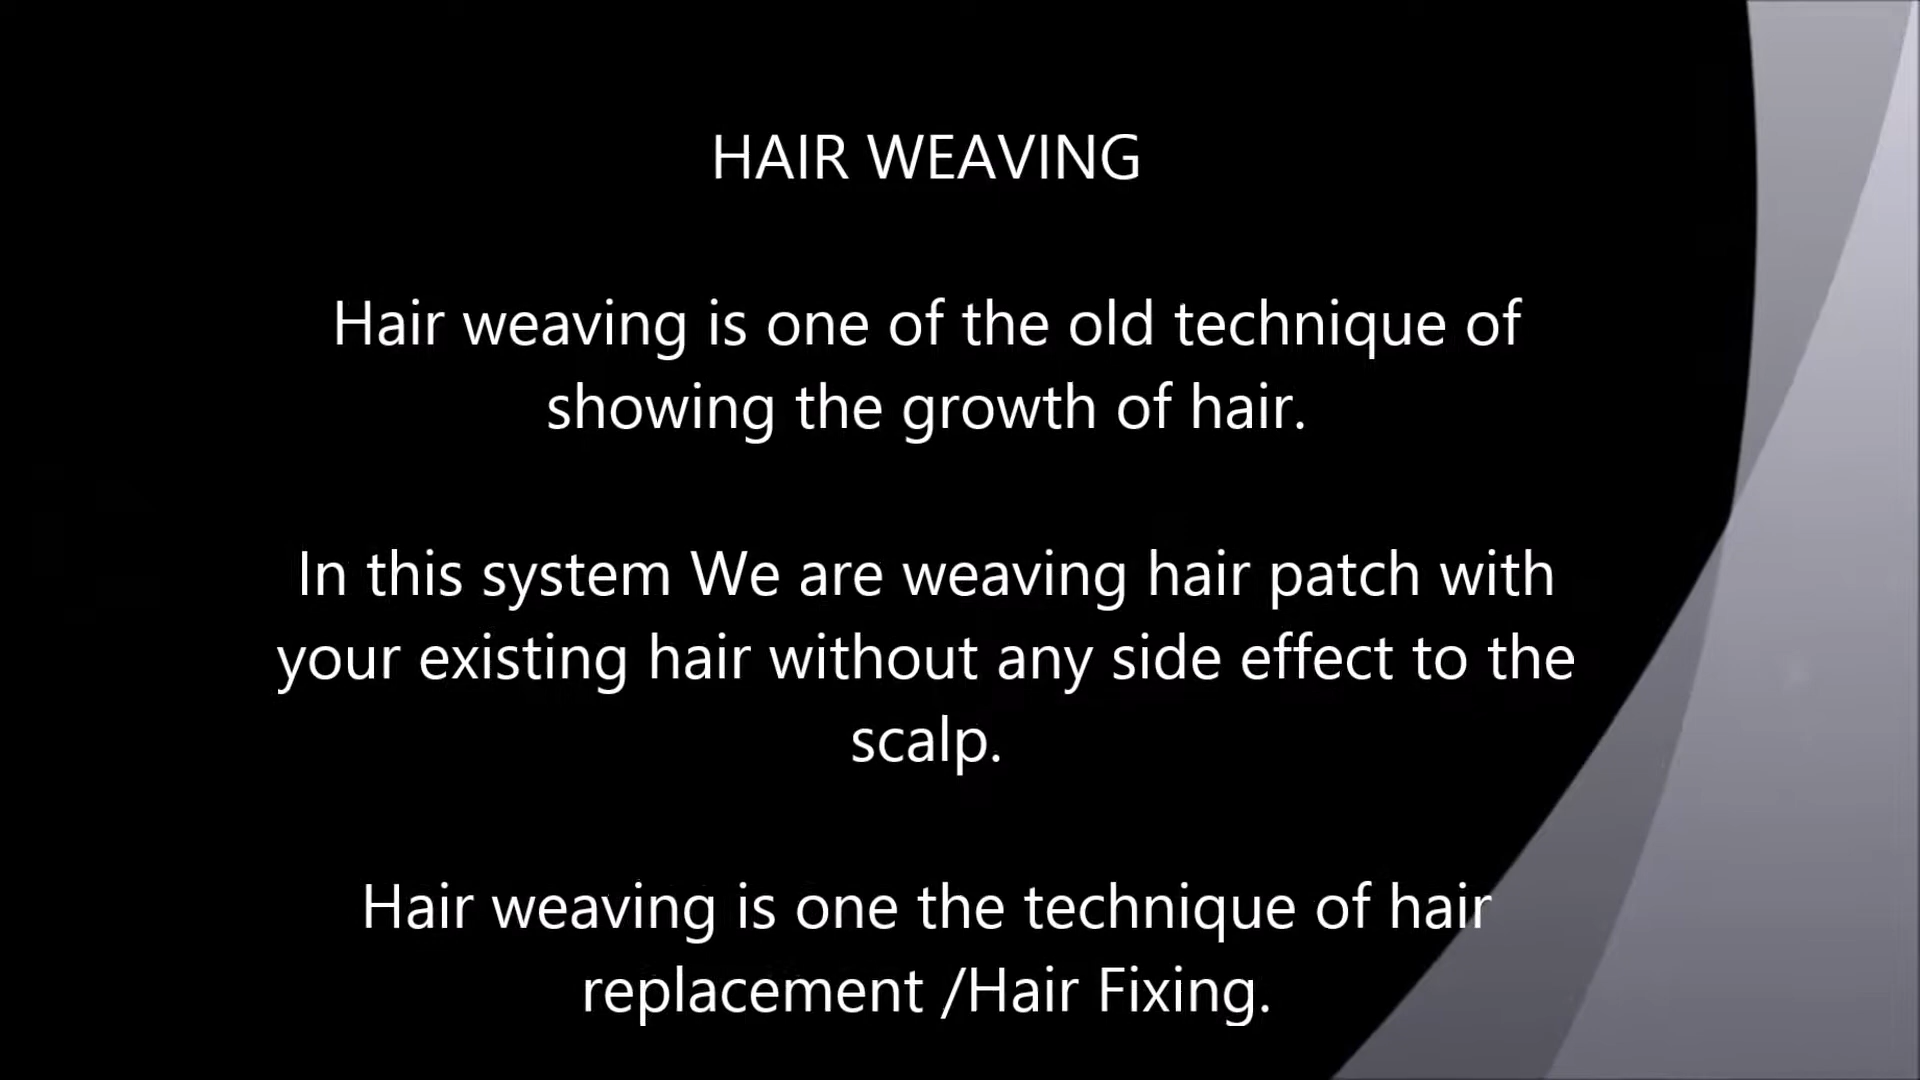 HAIR WEAVING
Hair weaving is one of the old technique of
showing the growth of hair.
In this system We are weaving hair patch with
your existing hair without any side effect to the
scalp.
Hair weaving is one the technique of hair
replacement /Hair Fixing.